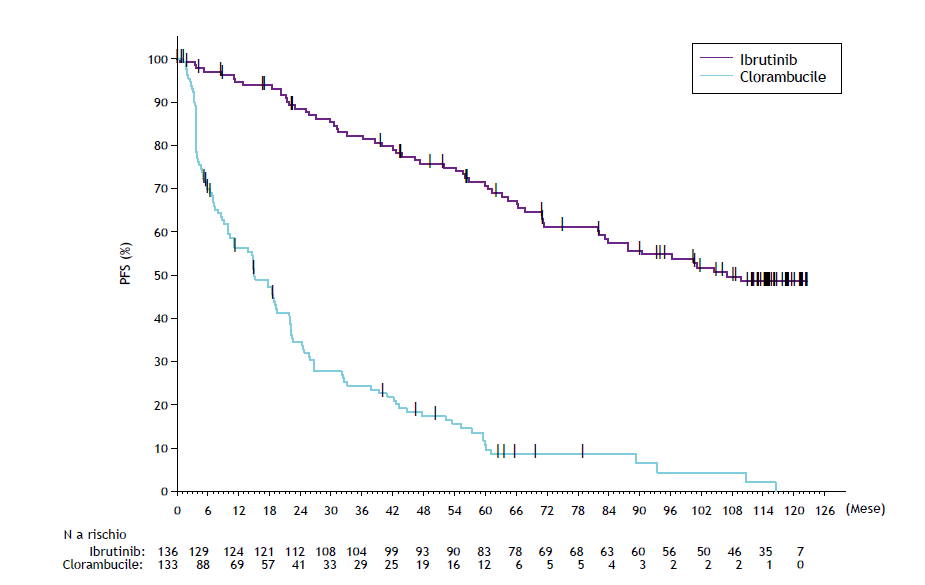 Ibrutinib
Clorambucile
PFS (%)
100
90
80
70
60
50
40
30
20
10
0
0 6 12 18 24 30 36 42 48 54 60 66 72 78 84 90 96 102 108 114 120 126 (Mese)
N a rischio
Ibrutinib: 136 129 124 121 112 108 104 99 93 90 83 78 69 68 63 60 56 50 46 35 7
Clorambucile: 133 88 69 57 41 33 29 25 19 16 12 6 5 5 4 3 2 2 2 1 0